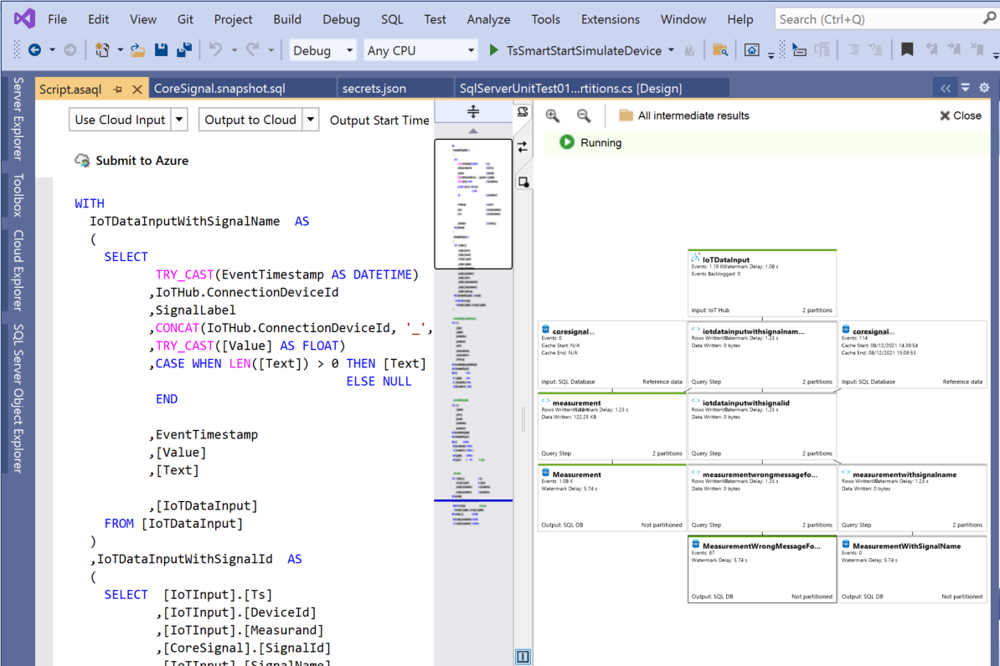 File Edit View Git Project Build Debug SQL Test Analyze Tools Extensions Window Help Search (Ctrl+Q)
Debug Any CPU TsSmartStartSimulateDevice
Script.asaql CoreSignal.snapshot.sql secrets.json SqlServerUnitTest01...rtitions.cs [Design]
Server Explorer
Toolbox
Cloud Explorer
SQL Server Object Explorer
Use Cloud Input Output to Cloud Output Start Time
Submit to Azure
WITH
IoTDataInputWithSignalName AS
(
SELECT
TRY_CAST(EventTimestamp AS DATETIME)
,IoTHub.ConnectionDeviceId
,SignalLabel
,CONCAT(IoTHub.ConnectionDeviceId, '_',
,TRY_CAST([Value] AS FLOAT)
,CASE WHEN LEN([Text]) > 0 THEN [Text]
ELSE NULL
END
,EventTimestamp
,[Value]
,[Text]
,[IoTDataInput]
FROM [IoTDataInput]
)
,IoTDataInputWithSignalId AS
(
SELECT [IoTInput].[Ts]
,[IoTInput].[DeviceId]
,[IoTInput].[Measurand]
,[CoreSignal].[SignalId]
,[IoTInput].[SignalName]
All intermediate results Close
Running
IoTDataInput
Events: 1.19 K Watermark Delay: 1.08 s
Events Backlogged: 0
Input: IoT Hub 2 partitions
coresignal
Events: 0
Cache Start: N/A
Cache End: N/A
Input: SQL Database Reference data
iotdatainputwithsignalnam...
Rows Written: Watermark Delay: 1.23 s
Data Written: 0 bytes
Query Step 2 partitions
coresignal
Events: 114
Cache Start: 08/12/2021 14:39:54
Cache End: 08/12/2021 15:09:53
Input: SQL Database Reference data
measurement
Rows Written: Watermark Delay: 1.23 s
Data Written: 122.25 KB
Query Step 2 partitions
iotdatainputwithsignalid
Rows Written: Watermark Delay: 1.23 s
Data Written: 0 bytes
Query Step 2 partitions
Measurement
Events: 1.08 K
Watermark Delay: 5.74 s
Output: SQL DB Not partitioned
measurementwrongmessagefo...
Rows Written: Watermark Delay: 1.23 s
Data Written: 0 bytes
Query Step 2 partitions
measurementwithsignalname
Rows Written: Watermark Delay: 1.23 s
Data Written: 0 bytes
Query Step 2 partitions
MeasurementWrongMessageFo...
Events: 67
Watermark Delay: 5.74 s
Output: SQL DB Not partitioned
MeasurementWithSignalName
Events: 0
Watermark Delay: 5.74 s
Output: SQL DB Not partitioned